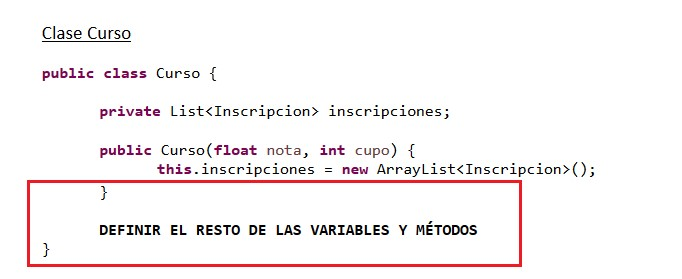 Clase Curso
public class Curso {
private List<Inscripcion> inscripciones;
public Curso(float nota, int cupo) {
this.inscripciones = new ArrayList<Inscripcion>();
}
DEFINIR EL RESTO DE LAS VARIABLES Y MÉTODOS
}